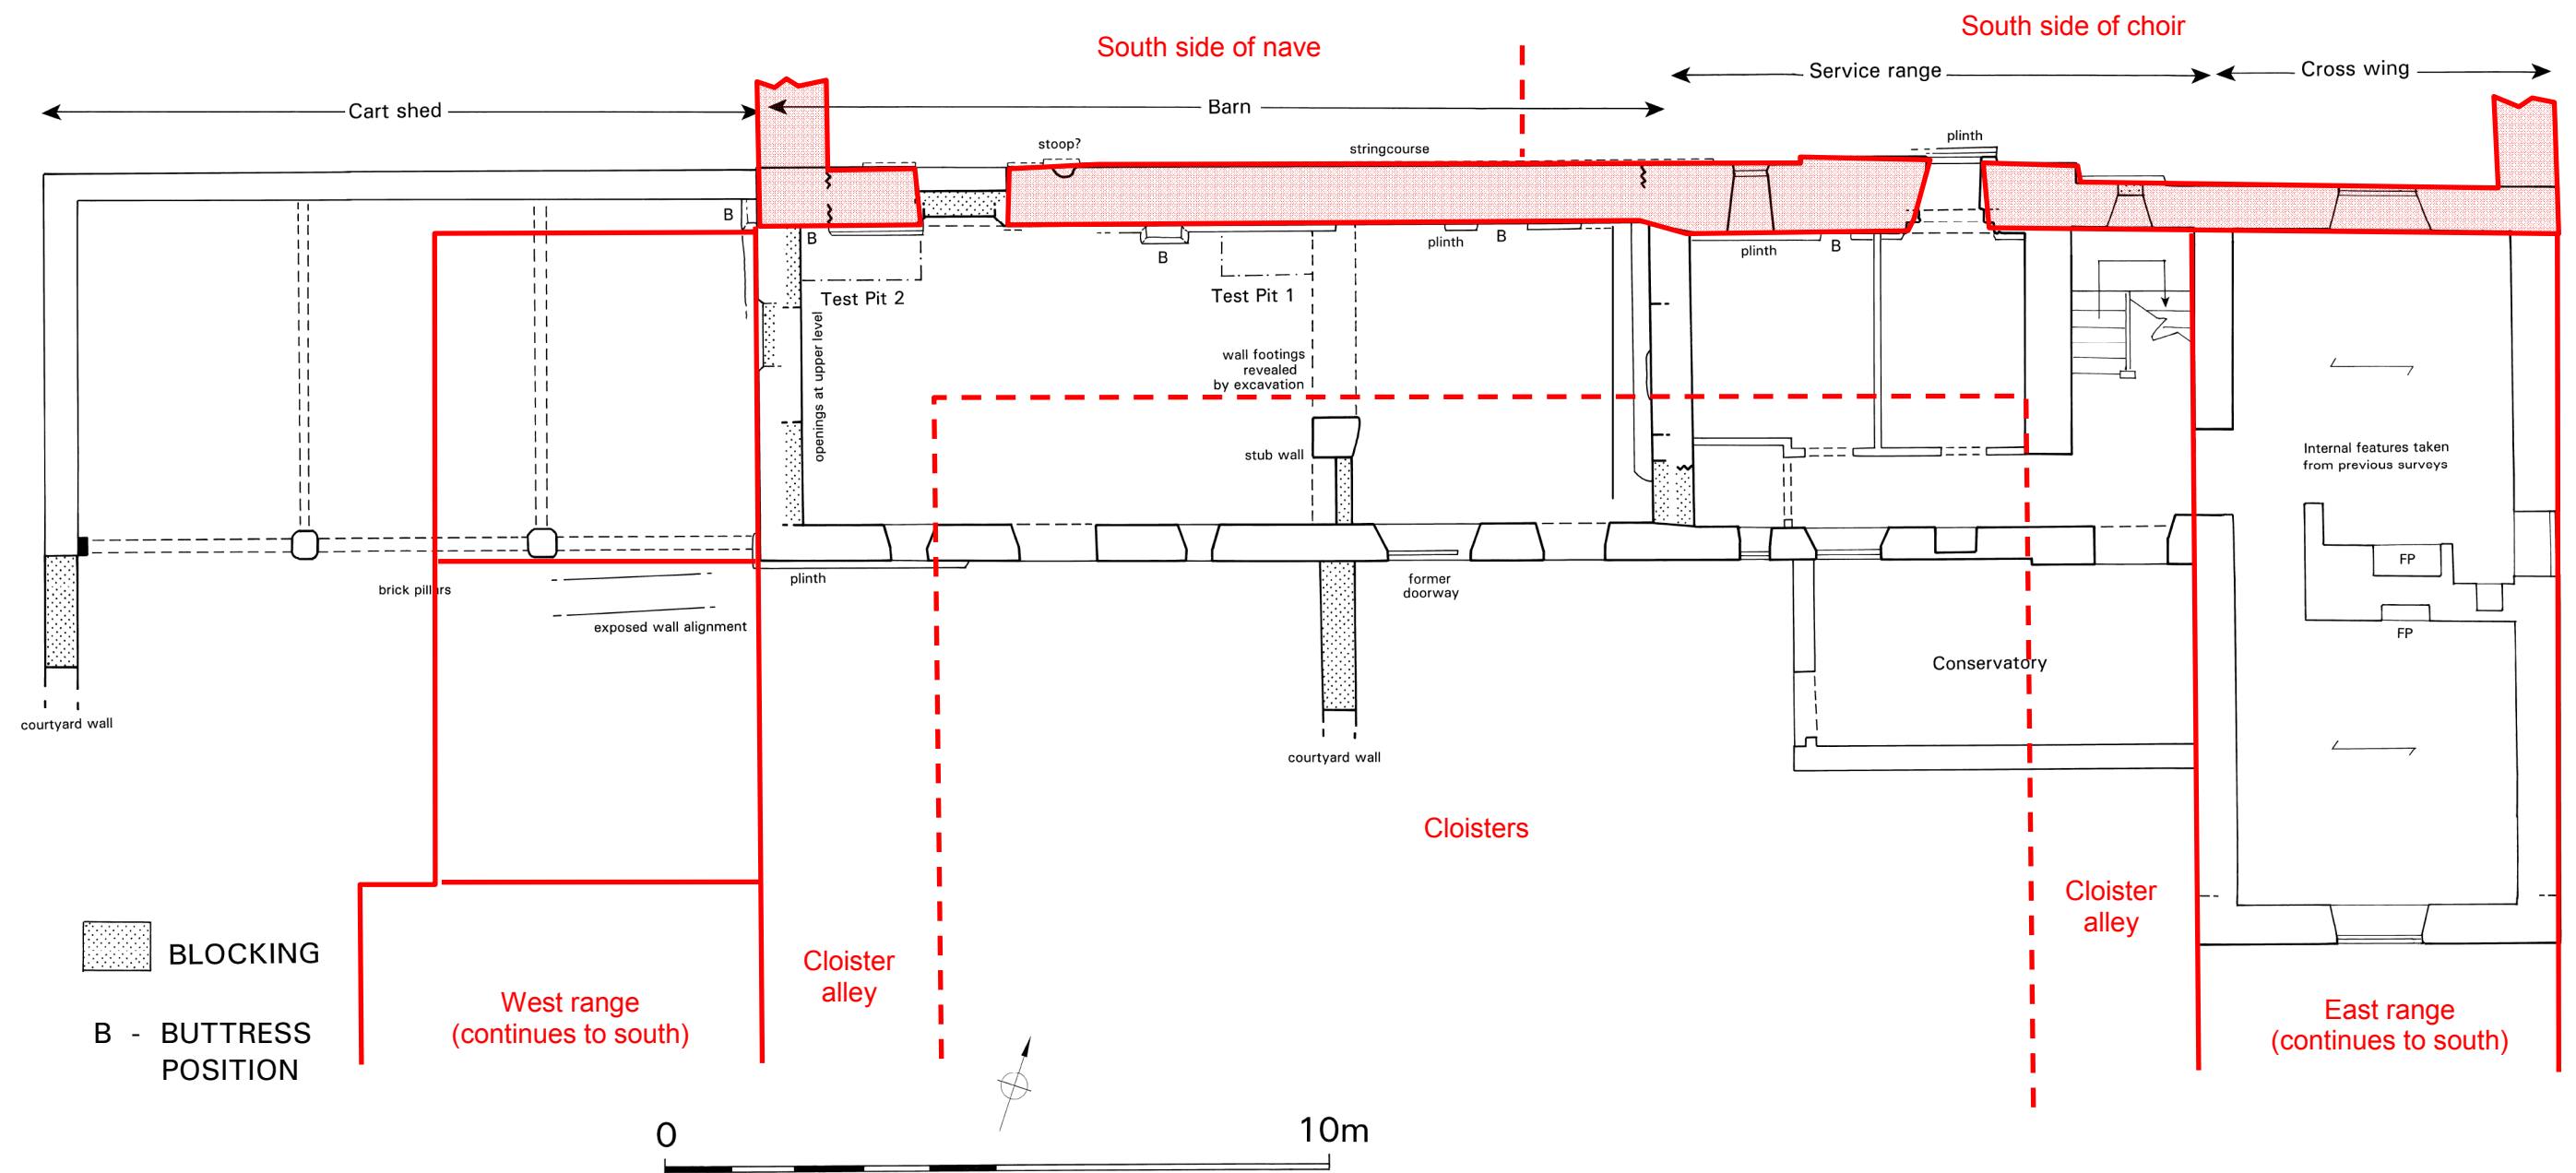 South side of nave
South side of choir
Service range
Cross wing
Cart shed
Barn
stoop?
stringcourse
plinth
B
B
B
plinth
B
plinth
B
Test Pit 2
Test Pit 1
openings at upper level
wall footings
revealed
by excavation
stub wall
Internal features taken
from previous surveys
FP
FP
brick pillars
plinth
exposed wall alignment
former
doorway
Conservatory
courtyard wall
courtyard wall
Cloisters
Cloister
alley
Cloister
alley
BLOCKING
B - BUTTRESS
POSITION
West range
(continues to south)
East range
(continues to south)
0
10m